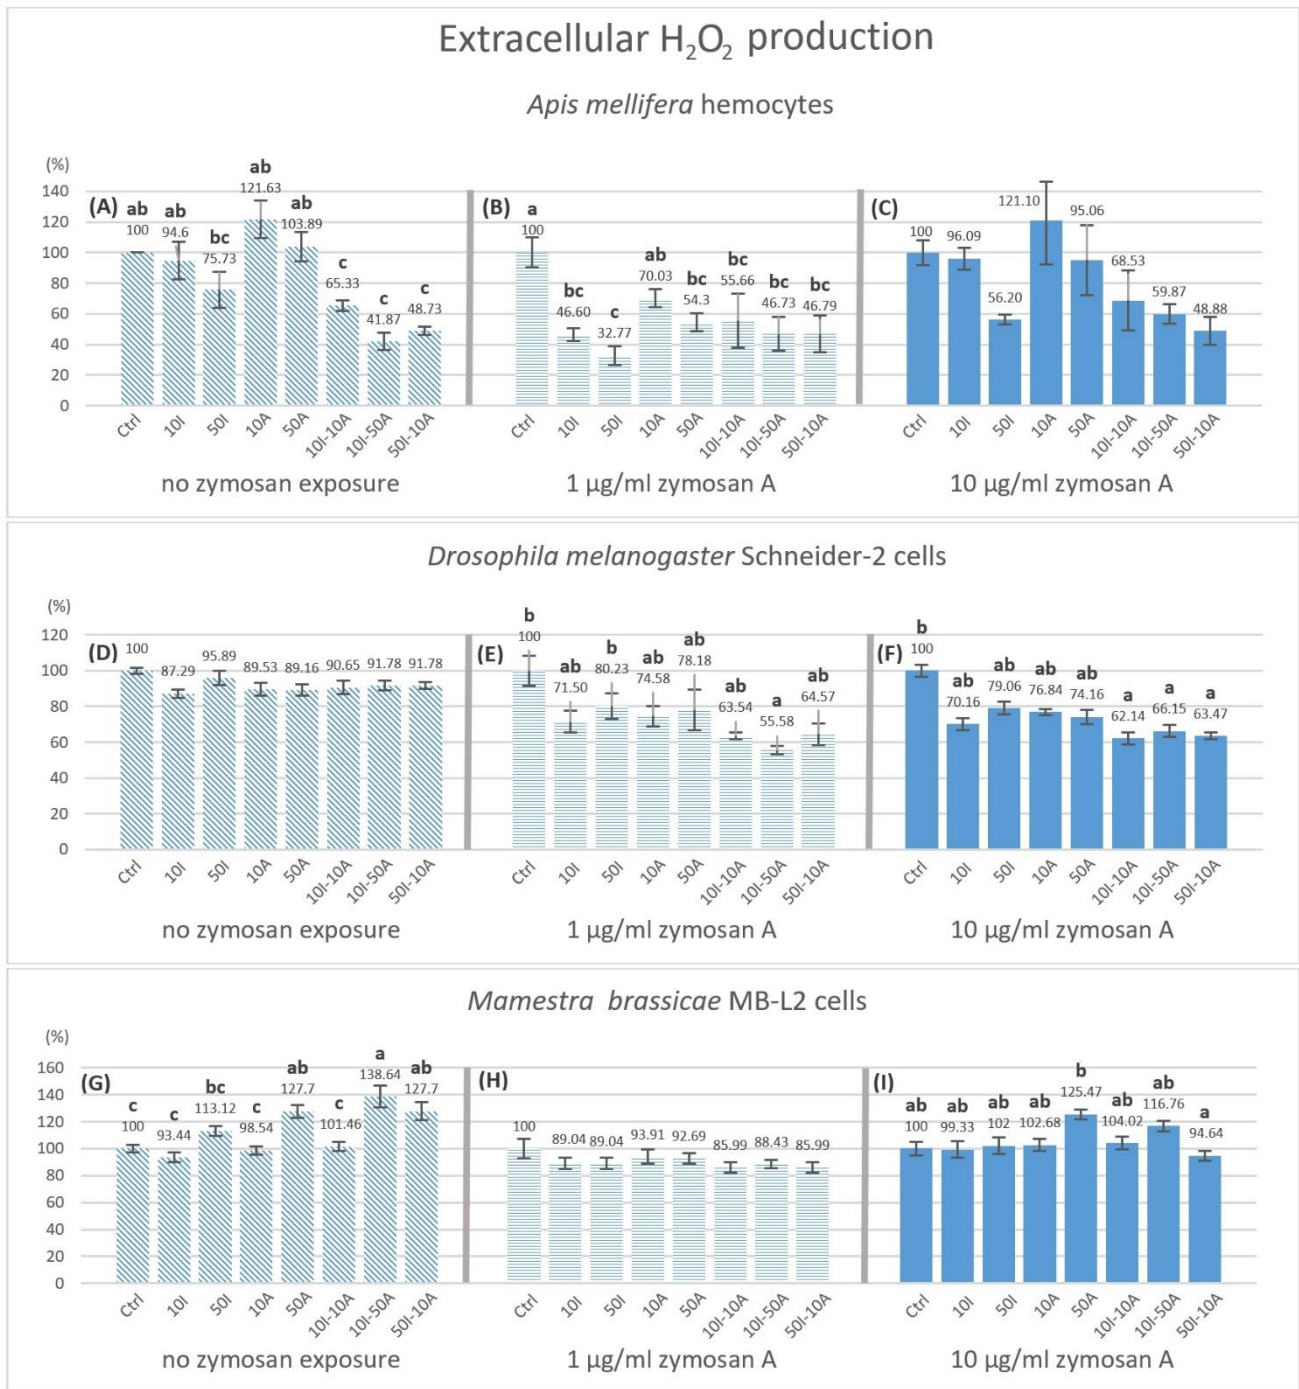 Extracellular H₂O₂ production
Apis mellifera hemocytes
(%)
140
120
100
80
60
40
20
0
(A)
ab ab bc ab ab c c c
100 94.6 75.73 121.63 103.89 65.33 41.87 48.73
Ctrl 10I 50I 10A 50A 10I-10A 10I-50A 50I-10A
no zymosan exposure
(B)
a bc c ab bc bc bc bc
100 46.60 32.77 70.03 54.3 55.66 46.73 46.79
Ctrl 10I 50I 10A 50A 10I-10A 10I-50A 50I-10A
1 µg/ml zymosan A
(C)
100 96.09 56.20 121.10 95.06 68.53 59.87 48.88
Ctrl 10I 50I 10A 50A 10I-10A 10I-50A 50I-10A
10 µg/ml zymosan A
Drosophila melanogaster Schneider-2 cells
(%)
120
100
80
60
40
20
0
(D)
100 87.29 95.89 89.53 89.16 90.65 91.78 91.78
Ctrl 10I 50I 10A 50A 10I-10A 10I-50A 50I-10A
no zymosan exposure
(E)
b ab b ab ab ab a ab
100 71.50 80.23 74.58 78.18 63.54 55.58 64.57
Ctrl 10I 50I 10A 50A 10I-10A 10I-50A 50I-10A
1 µg/ml zymosan A
(F)
b ab ab ab ab a a a
100 70.16 79.06 76.84 74.16 62.14 66.15 63.47
Ctrl 10I 50I 10A 50A 10I-10A 10I-50A 50I-10A
10 µg/ml zymosan A
Mamestra brassicae MB-L2 cells
(%)
160
140
120
100
80
60
40
20
0
(G)
c c bc c ab c a ab
100 93.44 113.12 98.54 127.7 101.46 138.64 127.7
Ctrl 10I 50I 10A 50A 10I-10A 10I-50A 50I-10A
no zymosan exposure
(H)
100 89.04 89.04 93.91 92.69 85.99 88.43 85.99
Ctrl 10I 50I 10A 50A 10I-10A 10I-50A 50I-10A
1 µg/ml zymosan A
(I)
ab ab ab ab b ab ab a
100 99.33 102 102.68 125.47 104.02 116.76 94.64
Ctrl 10I 50I 10A 50A 10I-10A 10I-50A 50I-10A
10 µg/ml zymosan A